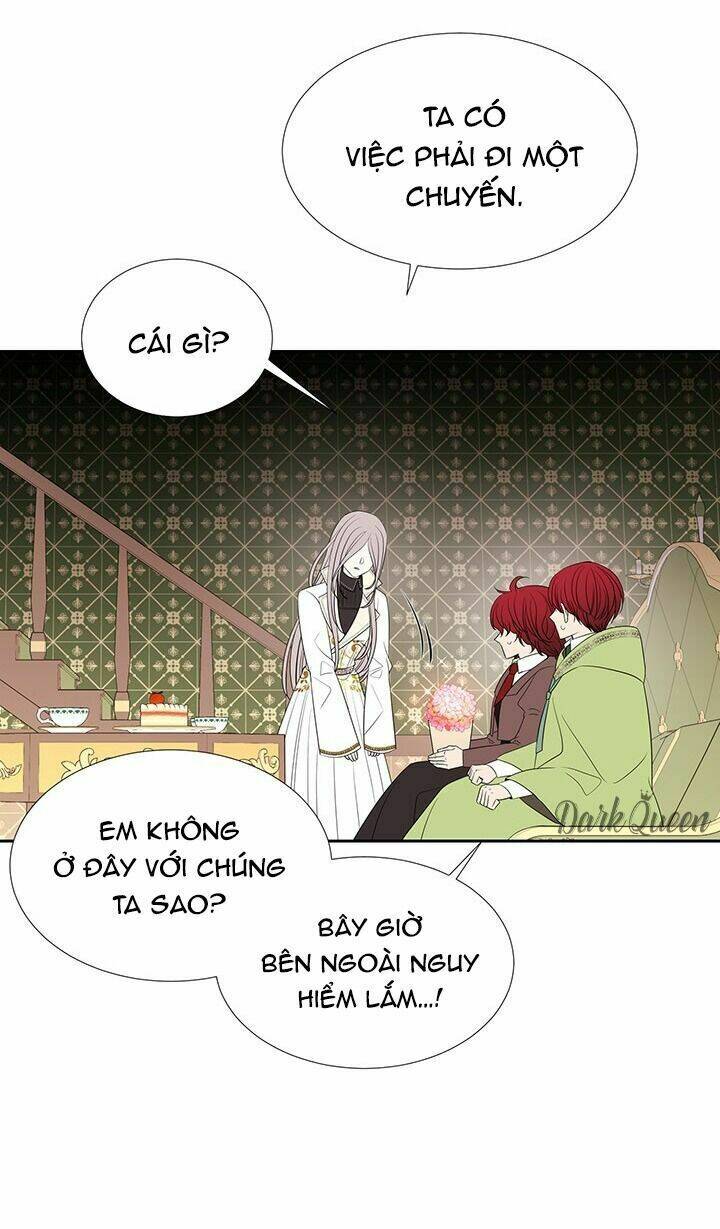 TA CÓ
VIỆC PHẢI ĐI MỘT
CHUYẾN.
CÁI GÌ?
EM KHÔNG
Ở ĐÂY VỚI CHÚNG
TA SAO?
BÂY GIỜ
BÊN NGOÀI NGUY
HIỂM LẮM...!
DarkQueen